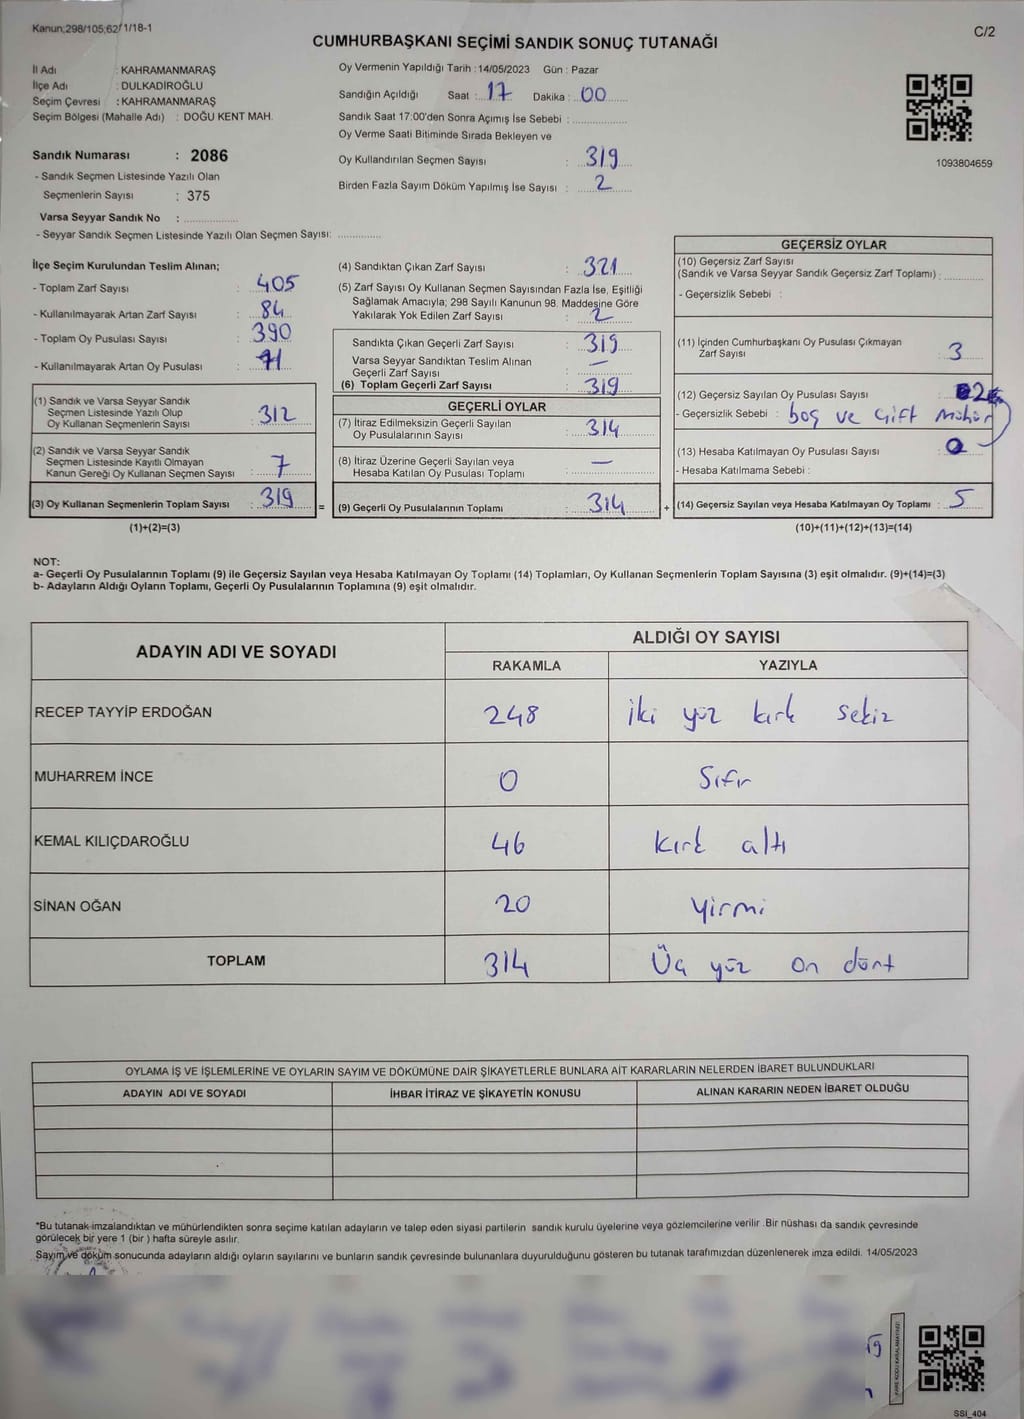 Kanun;298/105;62/1/18-1
C/2
CUMHURBAŞKANI SEÇİMİ SANDIK SONUÇ TUTANAĞI
İl Adı : KAHRAMANMARAŞ
İlçe Adı : DULKADİROĞLU
Seçim Çevresi : KAHRAMANMARAŞ
Seçim Bölgesi (Mahalle Adı) : DOĞU KENT MAH.
Sandık Numarası : 2086
- Sandık Seçmen Listesinde Yazılı Olan
Seçmenlerin Sayısı : 375
Varsa Seyyar Sandık No : ..................
- Seyyar Sandık Seçmen Listesinde Yazılı Olan Seçmen Sayısı: ..............
Oy Vermenin Yapıldığı Tarih : 14/05/2023 Gün : Pazar
Sandığın Açıldığı Saat : 17 Dakika : 00
Sandık Saat 17:00'den Sonra Açımış İse Sebebi : ..................
Oy Verme Saati Bitiminde Sırada Bekleyen ve
Oy Kullandırılan Seçmen Sayısı : 319
Birden Fazla Sayım Döküm Yapılmış İse Sayısı : 2
1093804659
İlçe Seçim Kurulundan Teslim Alınan;
- Toplam Zarf Sayısı : 405
- Kullanılmayarak Artan Zarf Sayısı : 84
- Toplam Oy Pusulası Sayısı : 390
- Kullanılmayarak Artan Oy Pusulası : 71
(1) Sandık ve Varsa Seyyar Sandık
Seçmen Listesinde Yazılı Olup
Oy Kullanan Seçmenlerin Sayısı : 312
(2) Sandık ve Varsa Seyyar Sandık
Seçmen Listesinde Kayıtlı Olmayan
Kanun Gereği Oy Kullanan Seçmen Sayısı : 7
(3) Oy Kullanan Seçmenlerin Toplam Sayısı : 319
(1)+(2)=(3)
(4) Sandıktan Çıkan Zarf Sayısı : 321
(5) Zarf Sayısı Oy Kullanan Seçmen Sayısından Fazla İse, Eşitliği
Sağlamak Amacıyla; 298 Sayılı Kanunun 98. Maddesine Göre
Yakılarak Yok Edilen Zarf Sayısı : 2
Sandıkta Çıkan Geçerli Zarf Sayısı : 319
Varsa Seyyar Sandıktan Teslim Alınan
Geçerli Zarf Sayısı : —
(6) Toplam Geçerli Zarf Sayısı : 319
GEÇERLİ OYLAR
(7) İtiraz Edilmeksizin Geçerli Sayılan
Oy Pusulalarının Sayısı : 314
(8) İtiraz Üzerine Geçerli Sayılan veya
Hesaba Katılan Oy Pusulası Toplamı : —
= (9) Geçerli Oy Pusulalarının Toplamı : 314
GEÇERSİZ OYLAR
(10) Geçersiz Zarf Sayısı
(Sandık ve Varsa Seyyar Sandık Geçersiz Zarf Toplamı) : ............
- Geçersizlik Sebebi :
(11) İçinden Cumhurbaşkanı Oy Pusulası Çıkmayan
Zarf Sayısı : 3
(12) Geçersiz Sayılan Oy Pusulası Sayısı : 2
- Geçersizlik Sebebi : boş ve çift mühür
(13) Hesaba Katılmayan Oy Pusulası Sayısı : 0
- Hesaba Katılmama Sebebi :
+ (14) Geçersiz Sayılan veya Hesaba Katılmayan Oy Toplamı : 5
(10)+(11)+(12)+(13)=(14)
NOT:
a- Geçerli Oy Pusulalarının Toplamı (9) ile Geçersiz Sayılan veya Hesaba Katılmayan Oy Toplamı (14) Toplamları, Oy Kullanan Seçmenlerin Toplam Sayısına (3) eşit olmalıdır. (9)+(14)=(3)
b- Adayların Aldığı Oyların Toplamı, Geçerli Oy Pusulalarının Toplamına (9) eşit olmalıdır.
ADAYIN ADI VE SOYADI ALDIĞI OY SAYISI
RAKAMLA YAZIYLA
RECEP TAYYİP ERDOĞAN 248 iki yüz kırk sekiz
MUHARREM İNCE 0 Sıfır
KEMAL KILIÇDAROĞLU 46 kırk altı
SİNAN OĞAN 20 Yirmi
TOPLAM 314 Üç yüz on dört
OYLAMA İŞ VE İŞLEMLERİNE VE OYLARIN SAYIM VE DÖKÜMÜNE DAİR ŞİKAYETLERLE BUNLARA AİT KARARLARIN NELERDEN İBARET BULUNDUKLARI
ADAYIN ADI VE SOYADI İHBAR İTİRAZ VE ŞİKAYETİN KONUSU ALINAN KARARIN NEDEN İBARET OLDUĞU
*Bu tutanak imzalandıktan ve mühürlendikten sonra seçime katılan adayların ve talep eden siyasi partilerin sandık kurulu üyelerine veya gözlemcilerine verilir. Bir nüshası da sandık çevresinde
görülecek bir yere 1 (bir ) hafta süreyle asılır.
Sayım ve döküm sonucunda adayların aldığı oyların sayılarını ve bunların sandık çevresinde bulunanlara duyurulduğunu gösteren bu tutanak tarafımızdan düzenlenerek imza edildi. 14/05/2023
SSİ_404